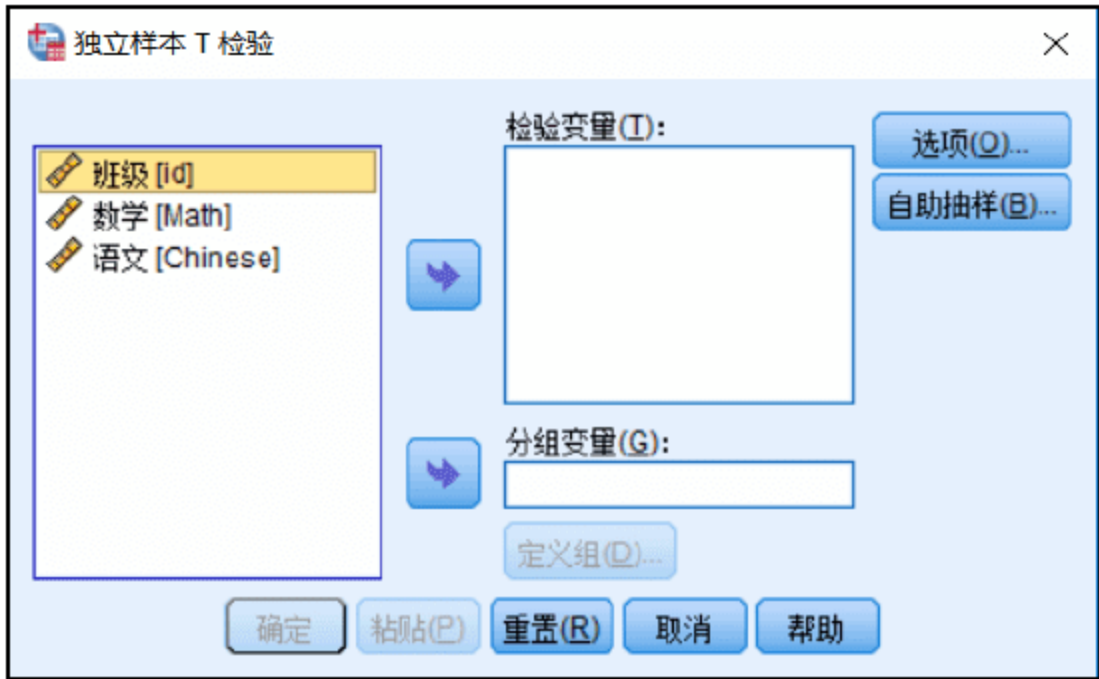 独立样本 T 检验
检验变量(T):
选项(O)...
班级 [id]
数学 [Math]
语文 [Chinese]
自助抽样(B)...
分组变量(G):
定义组(D)...
确定
粘贴(P)
重置(R)
取消
帮助